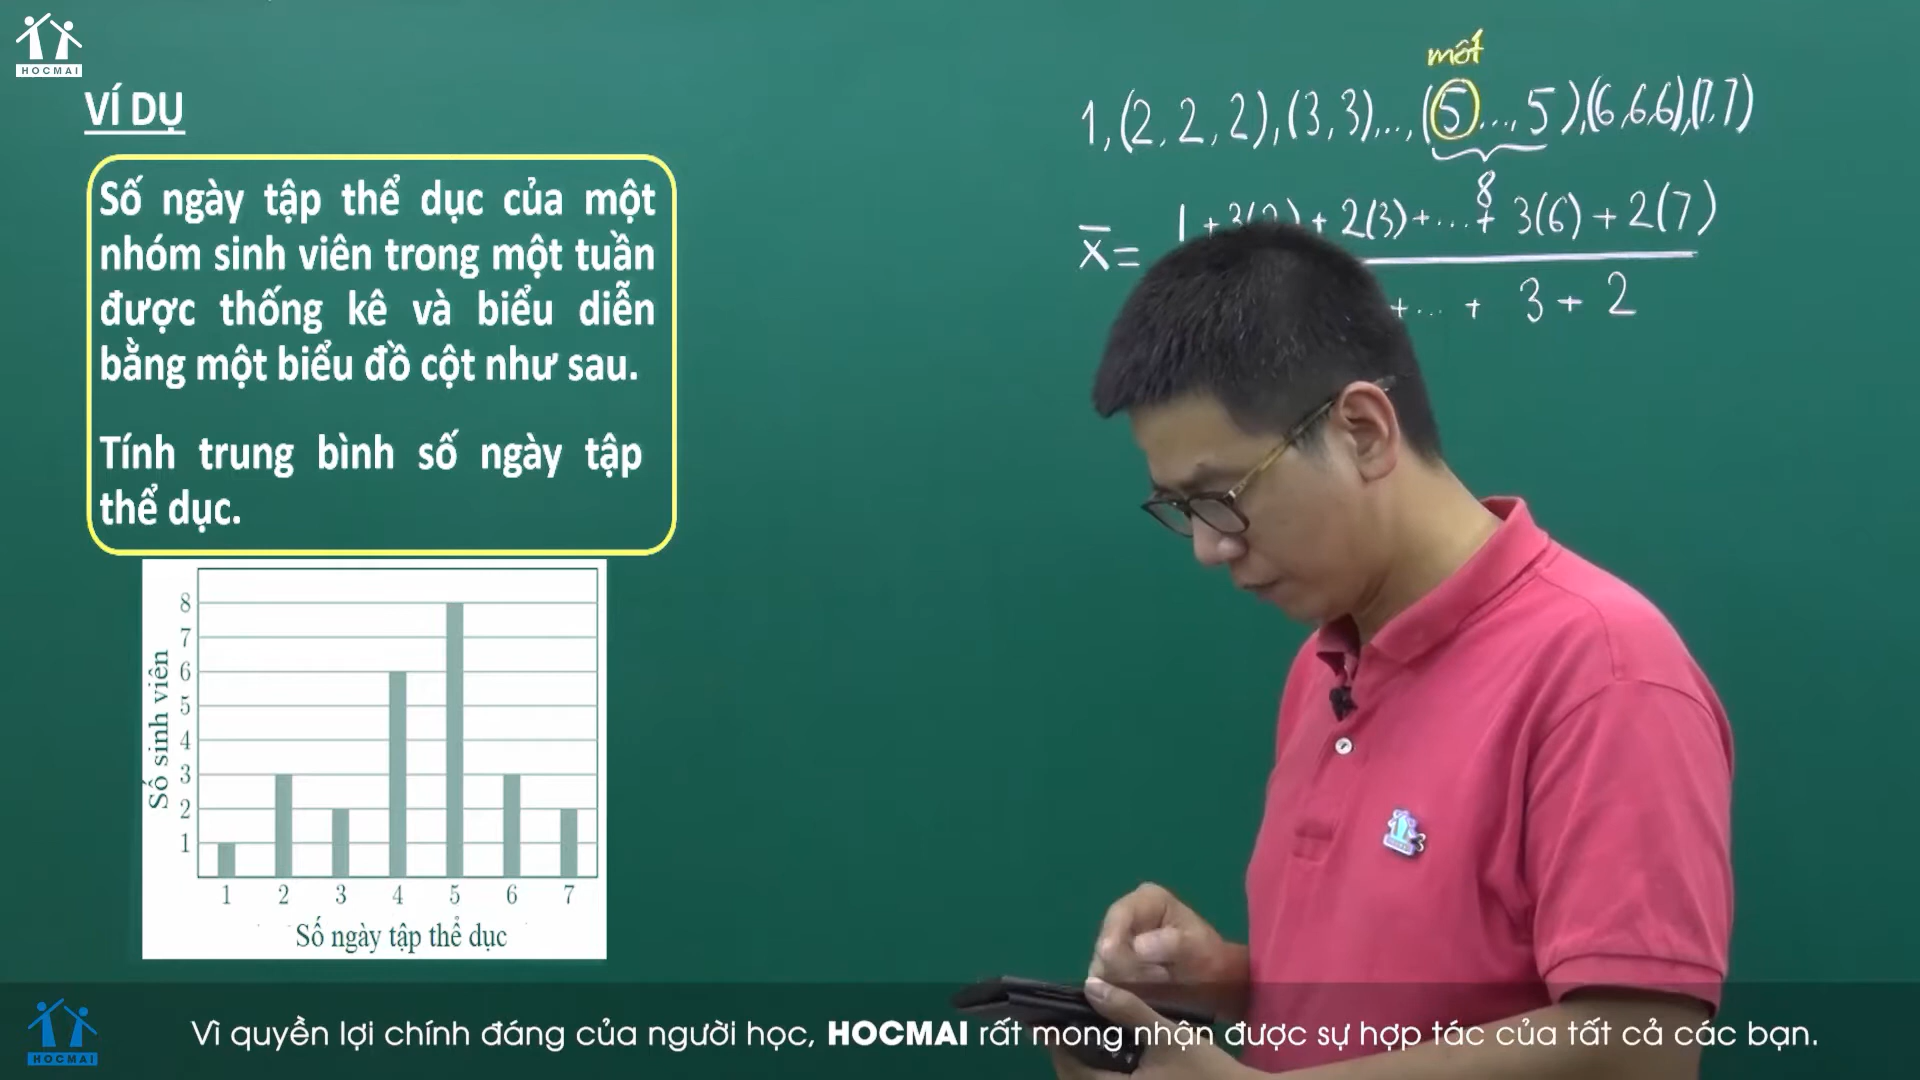 HOCMAI
VÍ DỤ
Số ngày tập thể dục của một
nhóm sinh viên trong một tuần
được thống kê và biểu diễn
bằng một biểu đồ cột như sau.
Tính trung bình số ngày tập
thể dục.
8
7
6
5
4
3
2
1
Số sinh viên
1 2 3 4 5 6 7
Số ngày tập thể dục
mốt
1, (2, 2, 2), (3, 3), ..., (5 ..., 5), (6, 6, 6), (7, 7)
8
x̄ = 1 + 3(2) + 2(3) + ... + 3(6) + 2(7)
+ ... + 3 + 2
HOCMAI
Vì quyền lợi chính đáng của người học, HOCMAI rất mong nhận được sự hợp tác của tất cả các bạn.